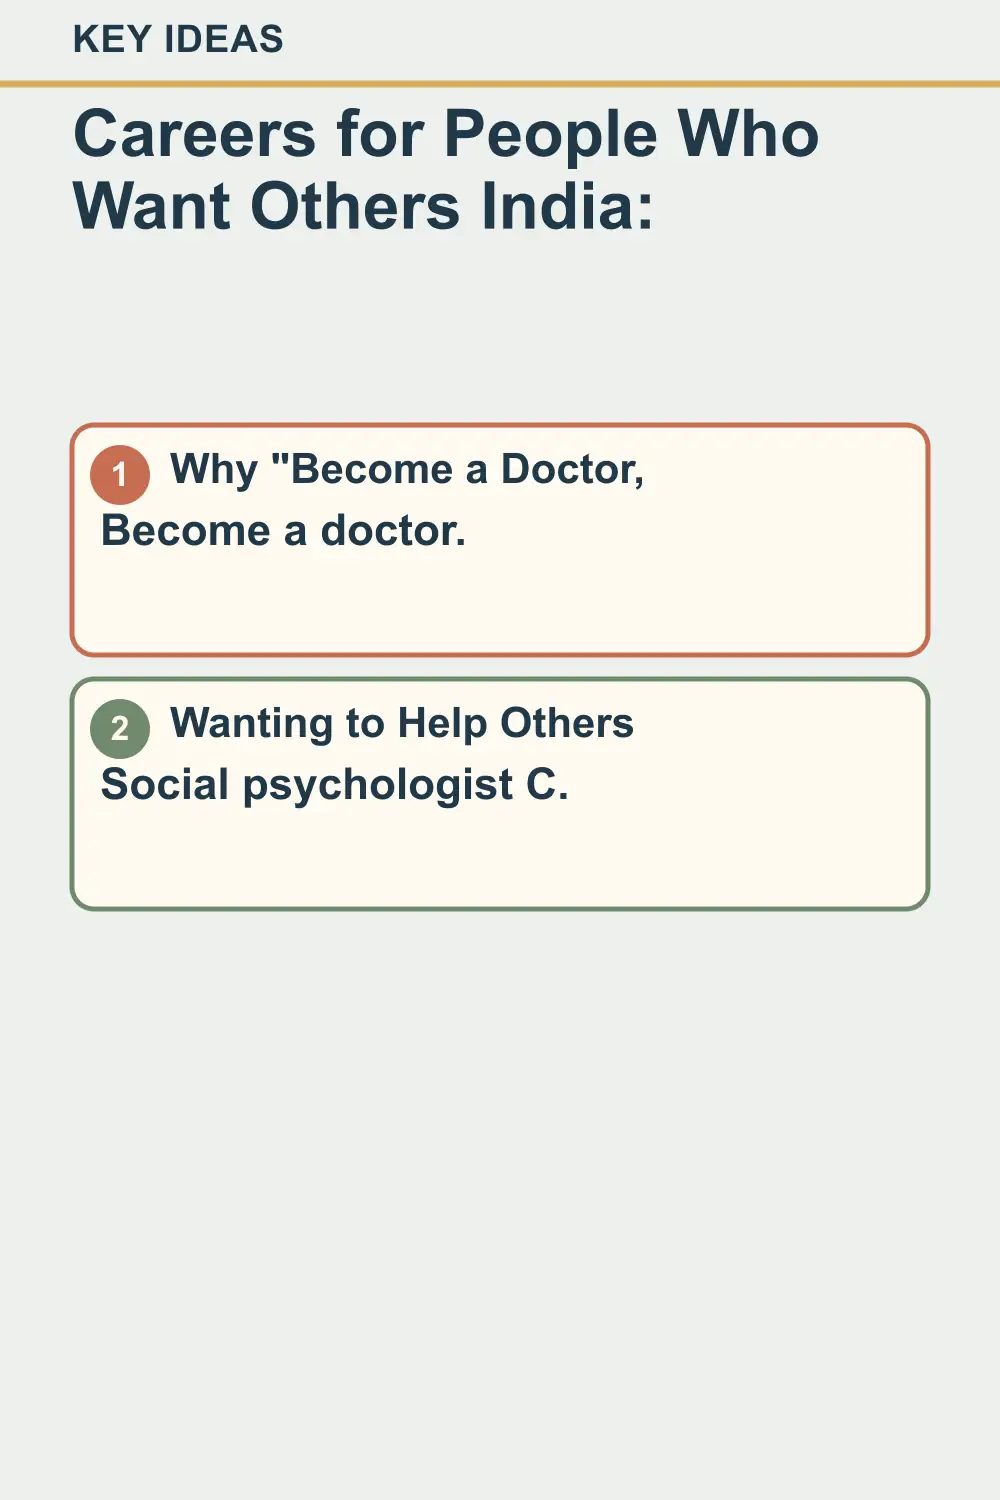 KEY IDEAS
Careers for People Who
Want Others India:
1 Why "Become a Doctor,
Become a doctor.
2 Wanting to Help Others
Social psychologist C.